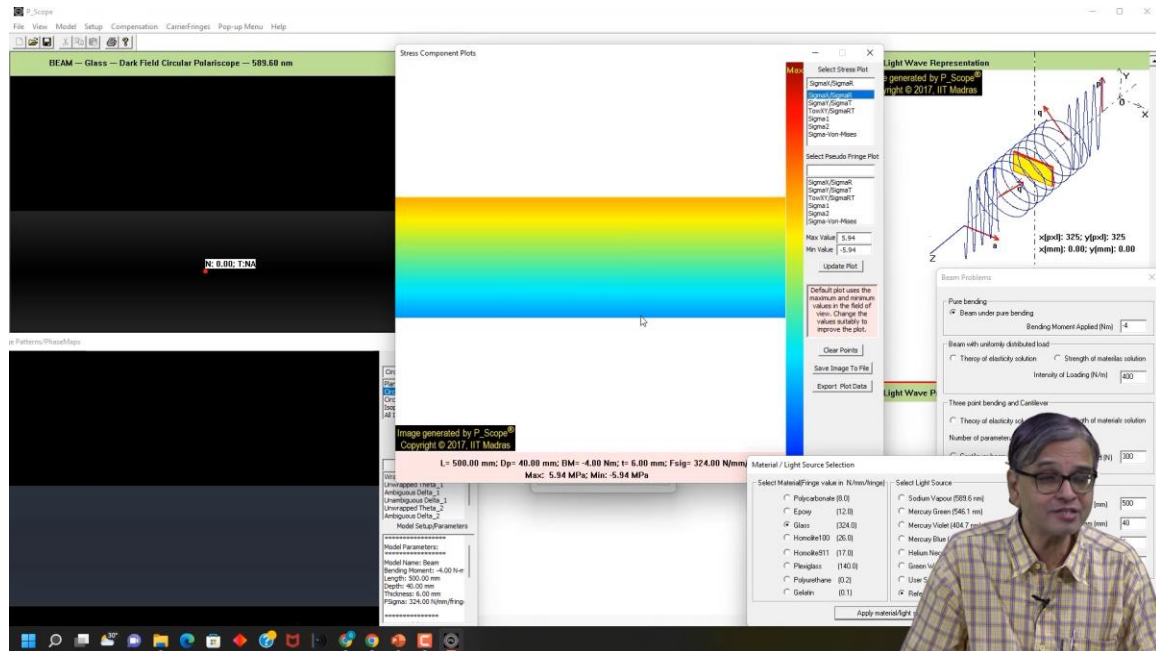 P_Scope
File View Model Setup Compensation CarrierFringes Pop-up Menu Help
BEAM --- Glass --- Dark Field Circular Polariscope --- 589.60 nm
N: 0.00; T:NA
Stress Component Plots
Max
Select Stress Plot
SigmaX/SigmaR
SigmaX/SigmaR
SigmaY/SigmaT
TowXY/SigmaRT
Sigma1
Sigma2
Sigma-Von-Mises
Select Pseudo Fringe Plot
SigmaX/SigmaR
SigmaY/SigmaT
TowXY/SigmaRT
Sigma1
Sigma2
Sigma-Von-Mises
Max Value 5.94
Min Value -5.94
Update Plot
Default plot uses the
maximum and minimum
values in the field of
view. Change the
values suitably to
improve the plot.
Clear Points
Save Image To File
Export Plot Data
Image generated by P_Scope®
Copyright © 2017, IIT Madras
L= 500.00 mm; Dp= 40.00 mm; BM= -4.00 Nm; t= 6.00 mm; Fsig= 324.00 N/mm/
Max: 5.94 MPa; Min: -5.94 MPa
Light Wave Representation
e generated by P_Scope®
yright © 2017, IIT Madras
Y
O
X
p
q
q
a
Z
x(pxl): 325; y(pxl): 325
x(mm): 0.00; y(mm): 0.00
Light Wave P
Beam Problems
Pure bending
Beam under pure bending
Bending Moment Applied (Nm) -4
Beam with uniformly distributed load
Theroy of elasticity solution Strength of materilas solution
Intensity of Loading (N/m) 400
Three point bending and Cantilever
Theory of elasticity sol of materials solution
Number of parameter
(N) 300
(mm) 500
(mm) 40
e Patterns/PhaseMaps
Unwrapped Theta_1
Ambiguous Delta_1
Unambiguous Delta_1
Unwrapped Theta_2
Ambiguous Delta_2
Model Setup/Parameters
******************
Model Parameters:
******************
Model Name: Beam
Bending Moment: -4.00 N-m
Length: 500.00 mm
Depth: 40.00 mm
Thickness: 6.00 mm
FSigma: 324.00 N/mm/fring
Material / Light Source Selection
Select Material(Fringe value in N/mm/fringe)
Polycarbonate (8.0)
Epoxy (12.0)
Glass (324.0)
Homolite100 (26.0)
Homolite911 (17.0)
Plexiglass (140.0)
Polyurethane (0.2)
Gelatin (0.1)
Select Light Source
Sodium Vapour (589.6 nm)
Mercury Green (546.1 nm)
Mercury Violet (404.7 nm)
Mercury Blue
Helium Neo
Green W
User S
Refe
Apply material/light s
30°